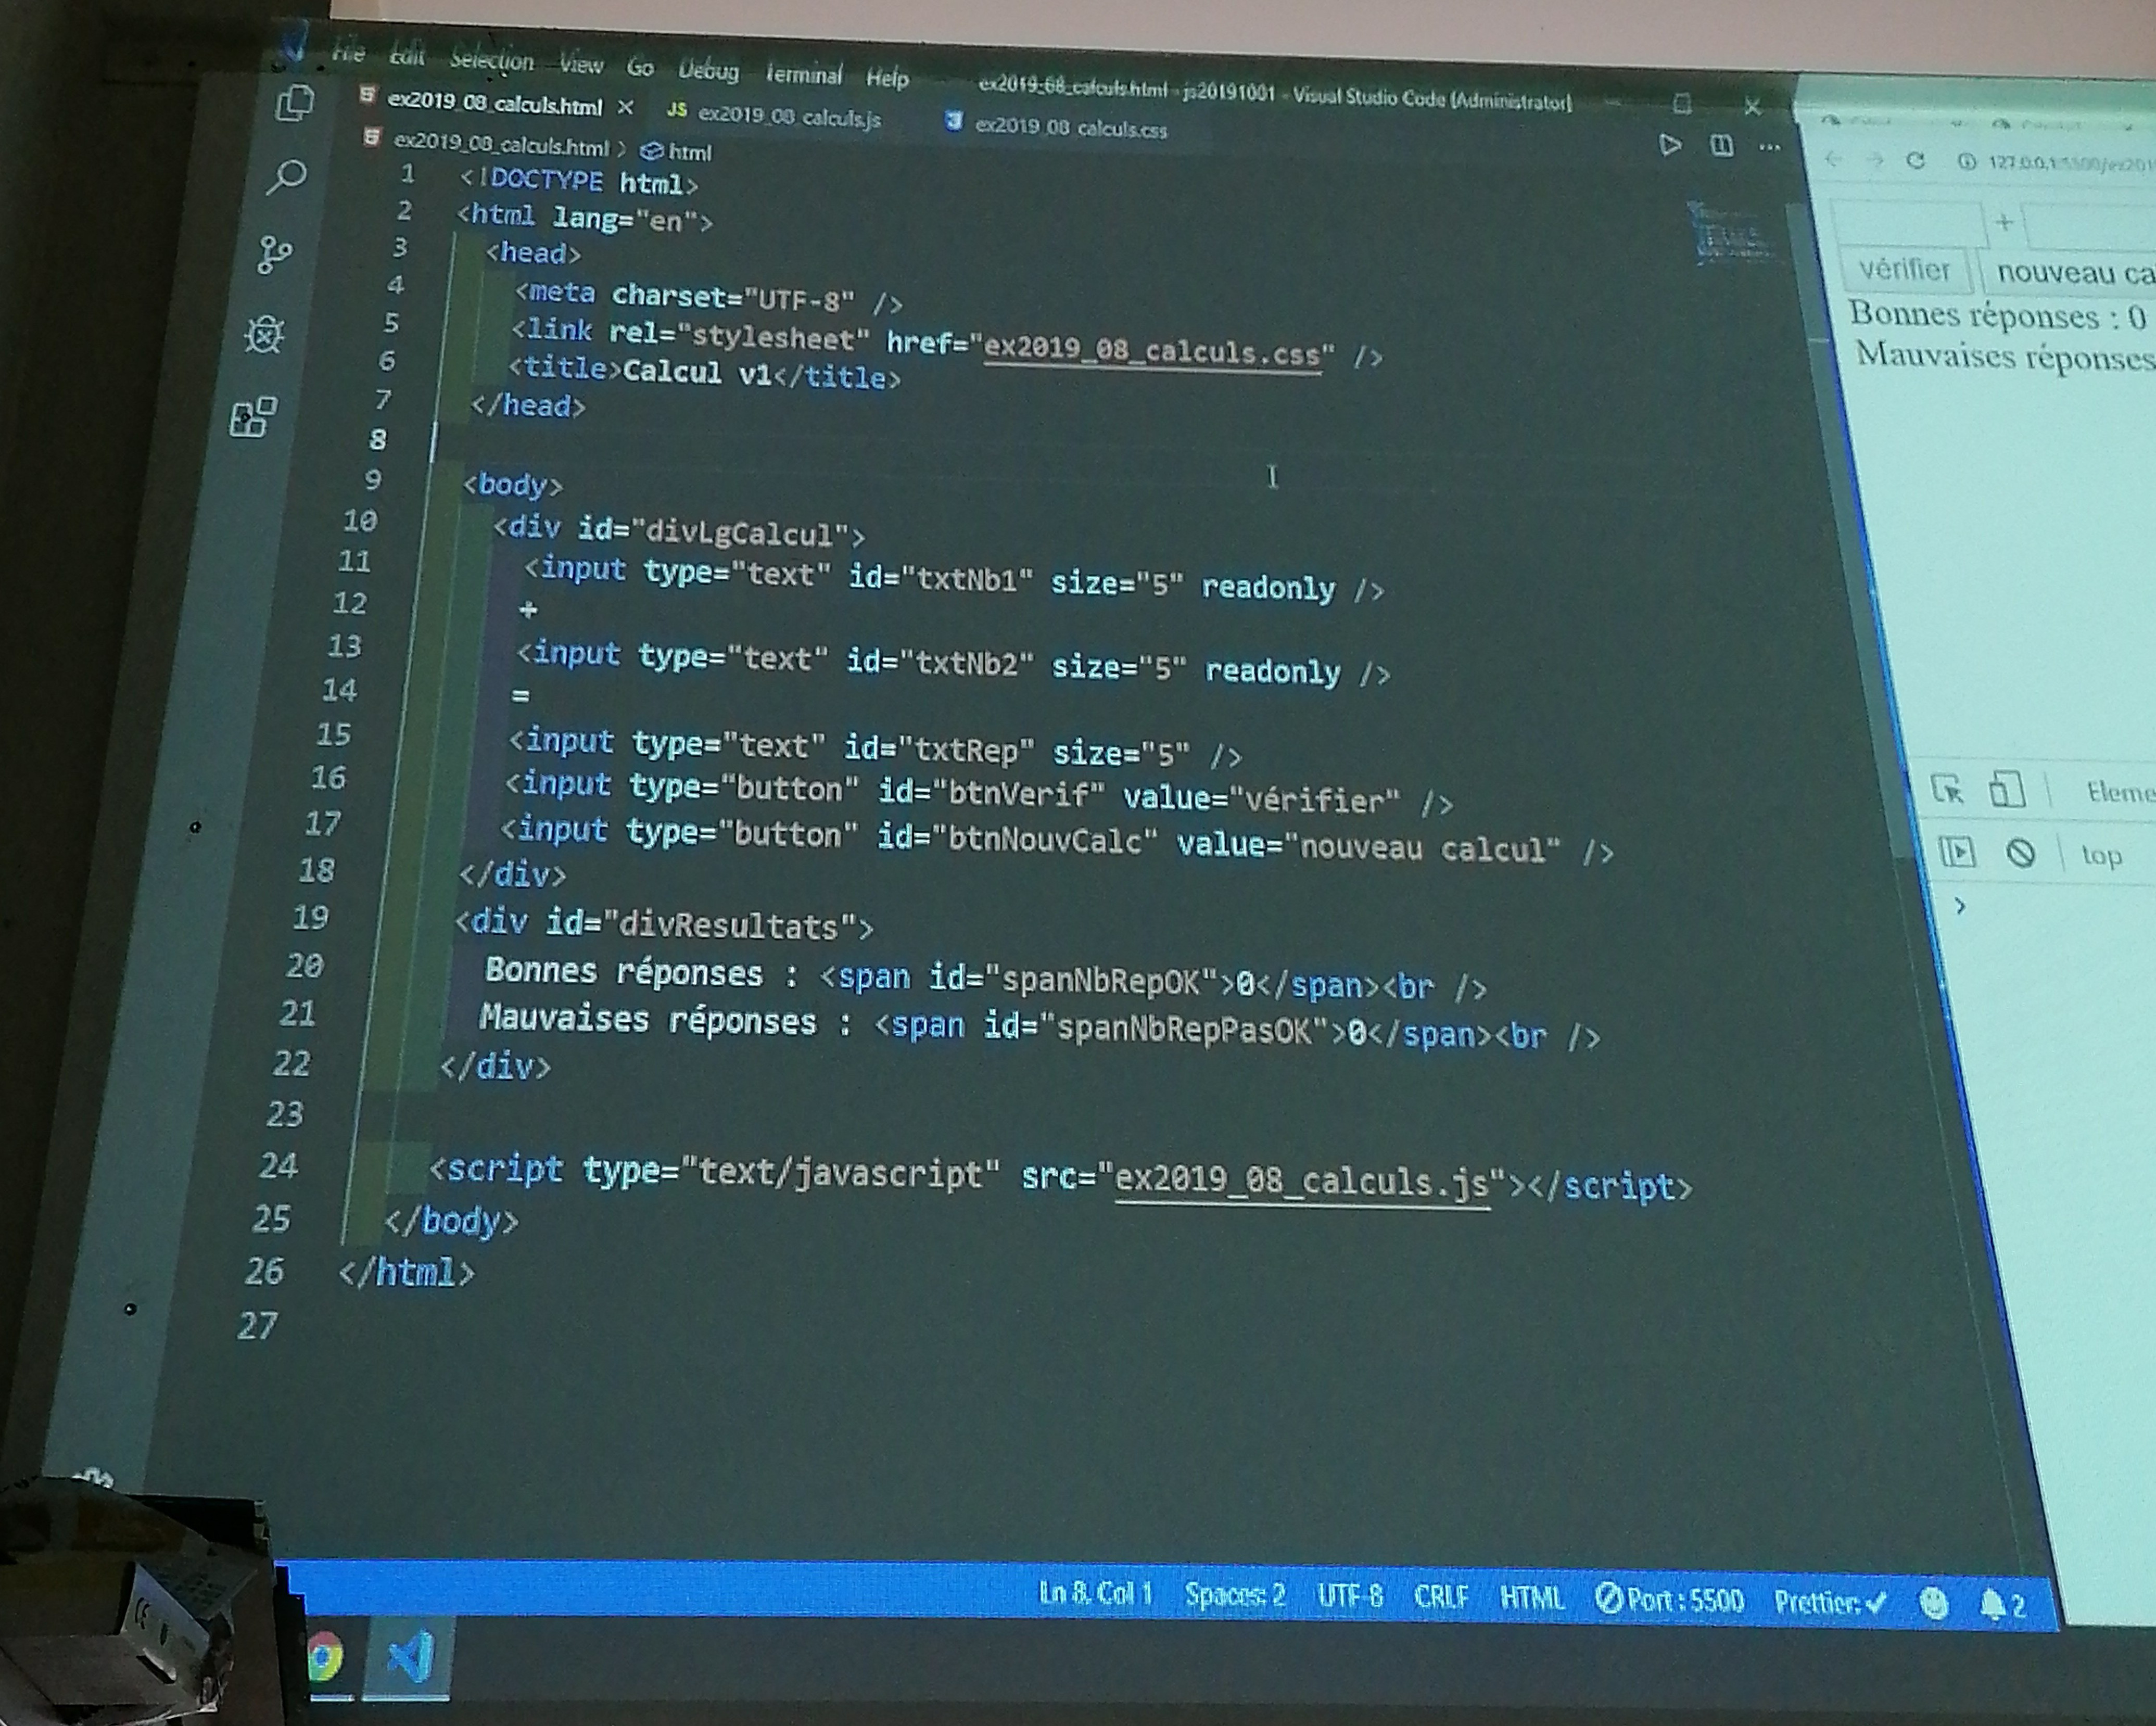 File Edit Selection View Go Debug Terminal Help ex2019_08_calculs.html - js20191001 - Visual Studio Code [Administrator]
ex2019_08_calculs.html JS ex2019_08_calculs.js ex2019_08_calculs.css
ex2019_08_calculs.html > html
1 <!DOCTYPE html>
2 <html lang="en">
3 <head>
4 <meta charset="UTF-8" />
5 <link rel="stylesheet" href="ex2019_08_calculs.css" />
6 <title>Calcul v1</title>
7 </head>
8
9 <body>
10 <div id="divLgCalcul">
11 <input type="text" id="txtNb1" size="5" readonly />
12 +
13 <input type="text" id="txtNb2" size="5" readonly />
14 =
15 <input type="text" id="txtRep" size="5" />
16 <input type="button" id="btnVerif" value="vérifier" />
17 <input type="button" id="btnNouvCalc" value="nouveau calcul" />
18 </div>
19 <div id="divResultats">
20 Bonnes réponses : <span id="spanNbRepOK">0</span><br />
21 Mauvaises réponses : <span id="spanNbRepPasOK">0</span><br />
22 </div>
23
24 <script type="text/javascript" src="ex2019_08_calculs.js"></script>
25 </body>
26 </html>
27
Ln 8, Col 1 Spaces: 2 UTF-8 CRLF HTML Port : 5500 Prettier: ✓ 2
127.0.0.1:5500/ex201
+
vérifier nouveau ca
Bonnes réponses : 0
Mauvaises réponses
Eleme
top
>